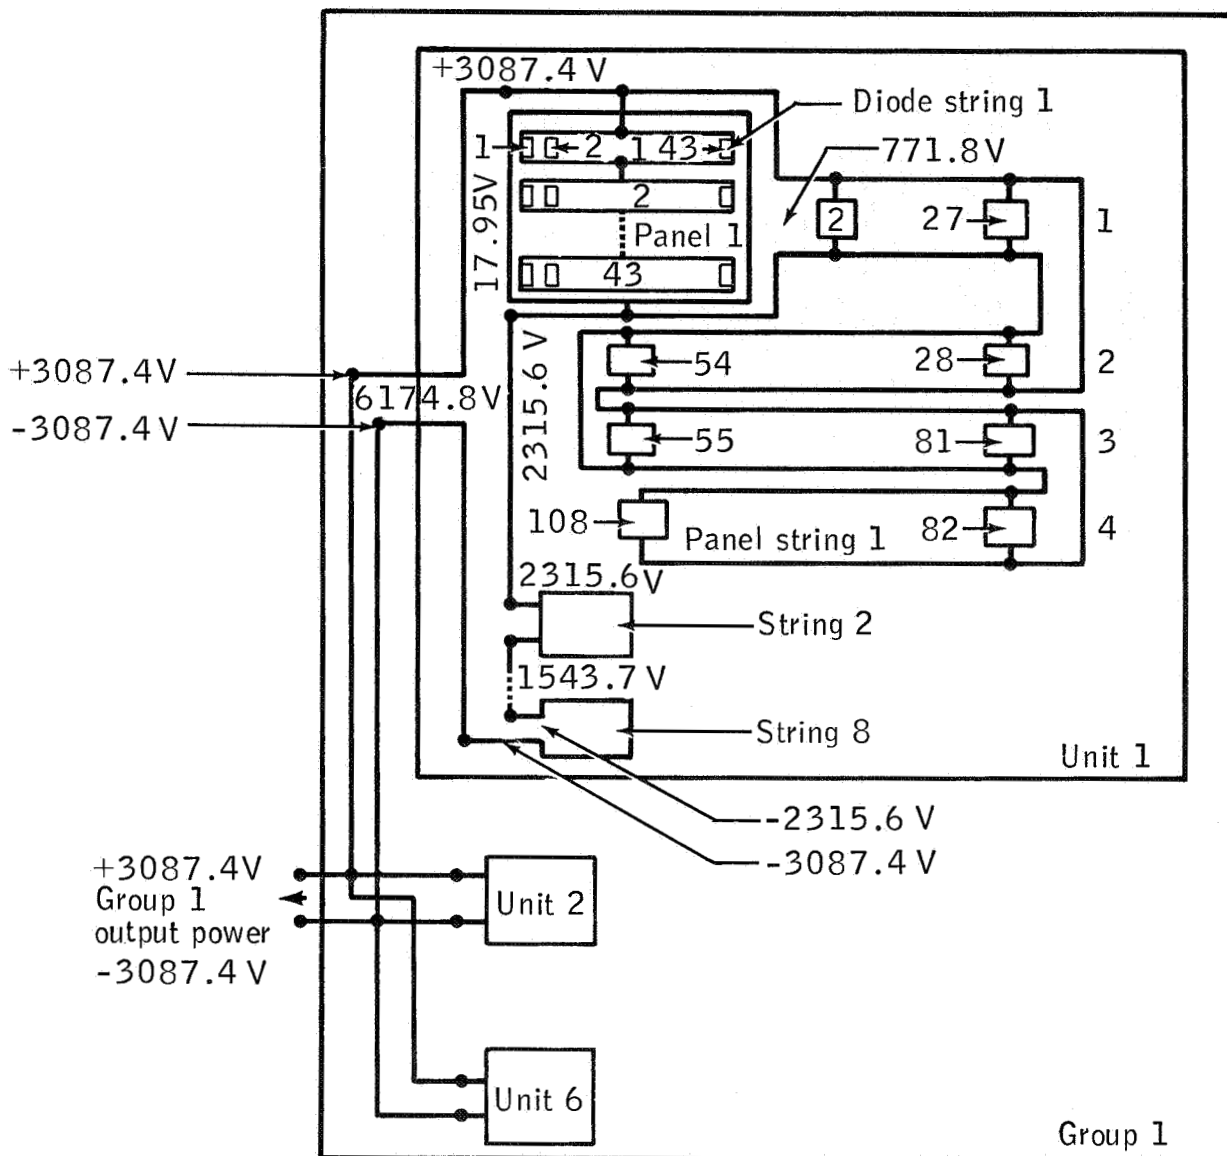 +3087.4 V
Diode string 1
1
2
1 43
771.8 V
2
17.95V
Panel 1
43
2
27
1
2315.6 V
54
28
2
+3087.4V
6174.8V
-3087.4V
55
81
3
108
Panel string 1
82
4
2315.6V
String 2
1543.7 V
String 8
Unit 1
-2315.6 V
-3087.4 V
+3087.4V
Group 1
output power
-3087.4 V
Unit 2
Unit 6
Group 1